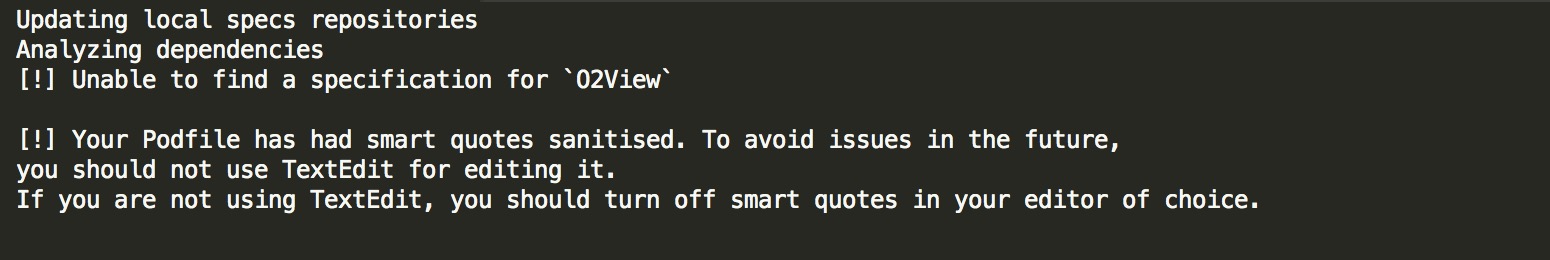 Updating local specs repositories
Analyzing dependencies
[!] Unable to find a specification for `O2View`
[!] Your Podfile has had smart quotes sanitised. To avoid issues in the future,
you should not use TextEdit for editing it.
If you are not using TextEdit, you should turn off smart quotes in your editor of choice.